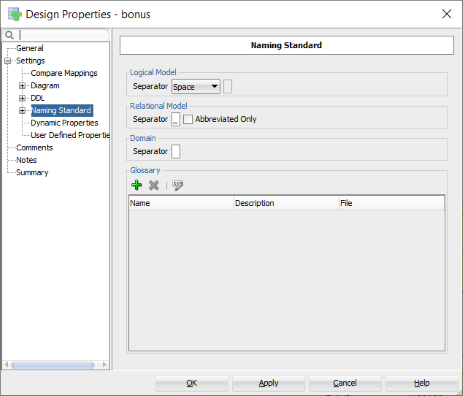 Design Properties - bonus
General
Settings
Compare Mappings
Diagram
DDL
Naming Standard
Dynamic Properties
User Defined Propertie
Comments
Notes
Summary
Naming Standard
Logical Model
Separator Space
Relational Model
Separator _ Abbreviated Only
Domain
Separator
Glossary
Name Description File
OK Apply Cancel Help